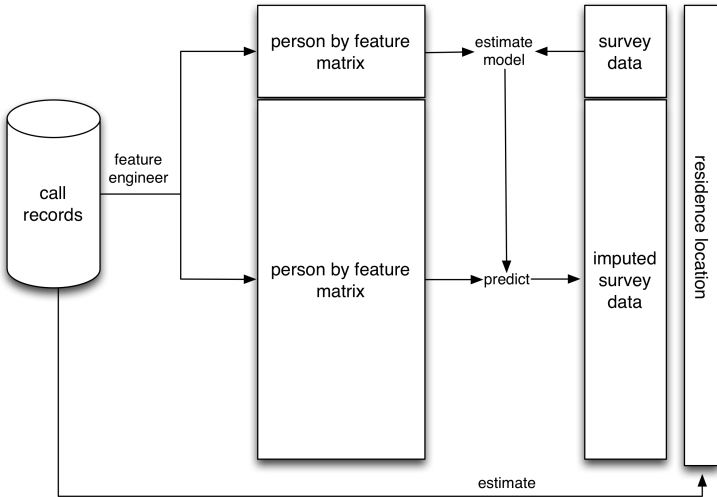 person by feature
matrix
estimate
model
survey
data
feature
engineer
call
records
residence location
person by feature
matrix
predict
imputed
survey
data
estimate